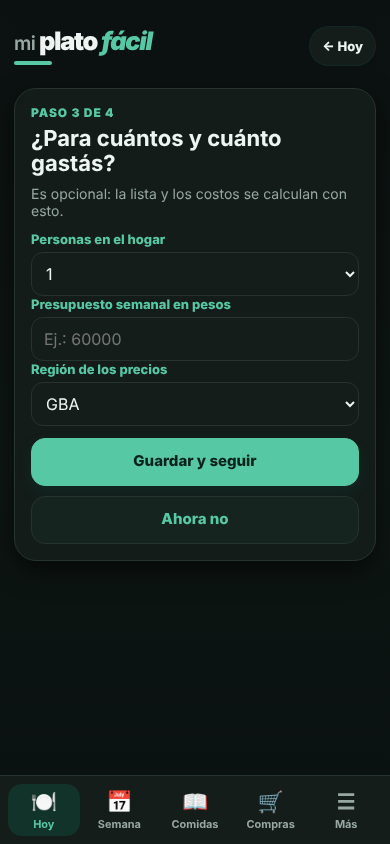 mi plato fácil
← Hoy
PASO 3 DE 4
¿Para cuántos y cuánto
gastás?
Es opcional: la lista y los costos se calculan con
esto.
Personas en el hogar
1
Presupuesto semanal en pesos
Ej.: 60000
Región de los precios
GBA
Guardar y seguir
Ahora no
July
17
Hoy
Semana
Comidas
Compras
Más